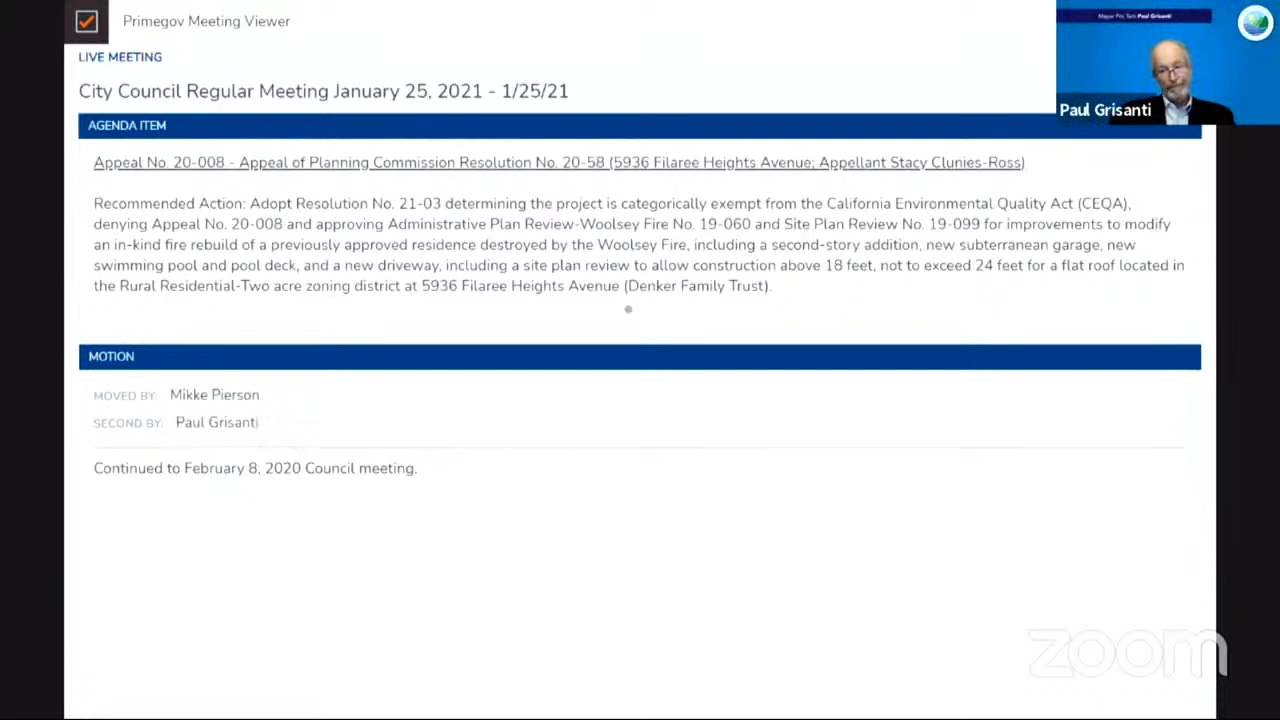 Primegov Meeting Viewer
Mayor Pro Tem Paul Grisanti
LIVE MEETING
City Council Regular Meeting January 25, 2021 - 1/25/21
Paul Grisanti
AGENDA ITEM
Appeal No. 20-008 - Appeal of Planning Commission Resolution No. 20-58 (5936 Filaree Heights Avenue; Appellant Stacy Clunies-Ross)
Recommended Action: Adopt Resolution No. 21-03 determining the project is categorically exempt from the California Environmental Quality Act (CEQA),
denying Appeal No. 20-008 and approving Administrative Plan Review-Woolsey Fire No. 19-060 and Site Plan Review No. 19-099 for improvements to modify
an in-kind fire rebuild of a previously approved residence destroyed by the Woolsey Fire, including a second-story addition, new subterranean garage, new
swimming pool and pool deck, and a new driveway, including a site plan review to allow construction above 18 feet, not to exceed 24 feet for a flat roof located in
the Rural Residential-Two acre zoning district at 5936 Filaree Heights Avenue (Denker Family Trust).
MOTION
MOVED BY: Mikke Pierson
SECOND BY: Paul Grisanti
Continued to February 8, 2020 Council meeting.
zoom